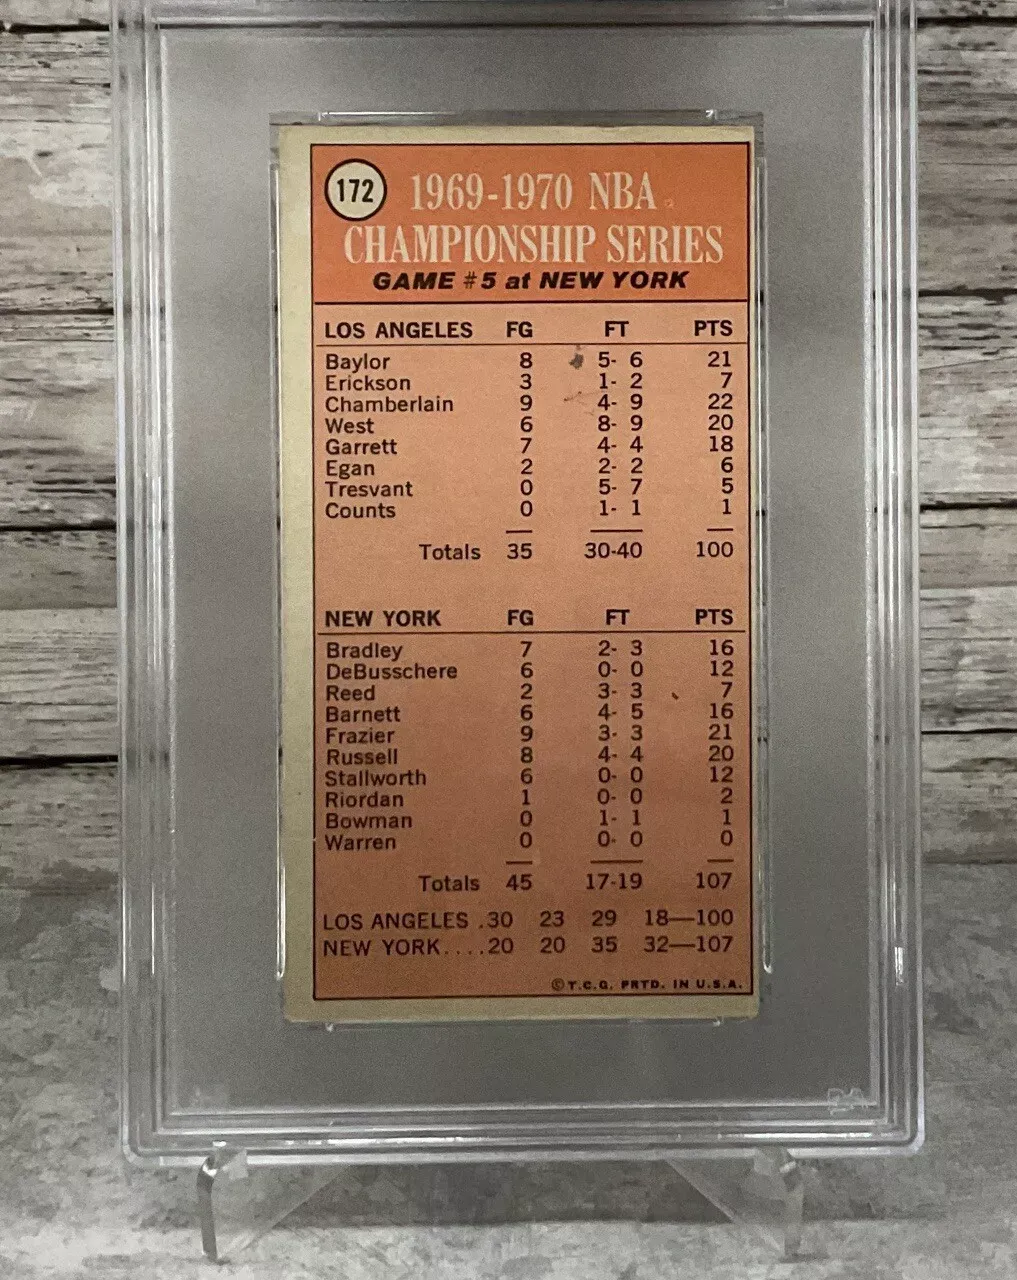 172
1969-1970 NBA
CHAMPIONSHIP SERIES
GAME #5 at NEW YORK
LOS ANGELES FG FT PTS
Baylor 8 5- 6 21
Erickson 3 1- 2 7
Chamberlain 9 4- 9 22
West 6 8- 9 20
Garrett 7 4- 4 18
Egan 2 2- 2 6
Tresvant 0 5- 7 5
Counts 0 1- 1 1
Totals 35 30-40 100
NEW YORK FG FT PTS
Bradley 7 2- 3 16
DeBusschere 6 0- 0 12
Reed 2 3- 3 7
Barnett 6 4- 5 16
Frazier 9 3- 3 21
Russell 8 4- 4 20
Stallworth 6 0- 0 12
Riordan 1 0- 0 2
Bowman 0 1- 1 1
Warren 0 0- 0 0
Totals 45 17-19 107
LOS ANGELES .30 23 29 18—100
NEW YORK....20 20 35 32—107
©T.C.G. PRTD. IN U.S.A.